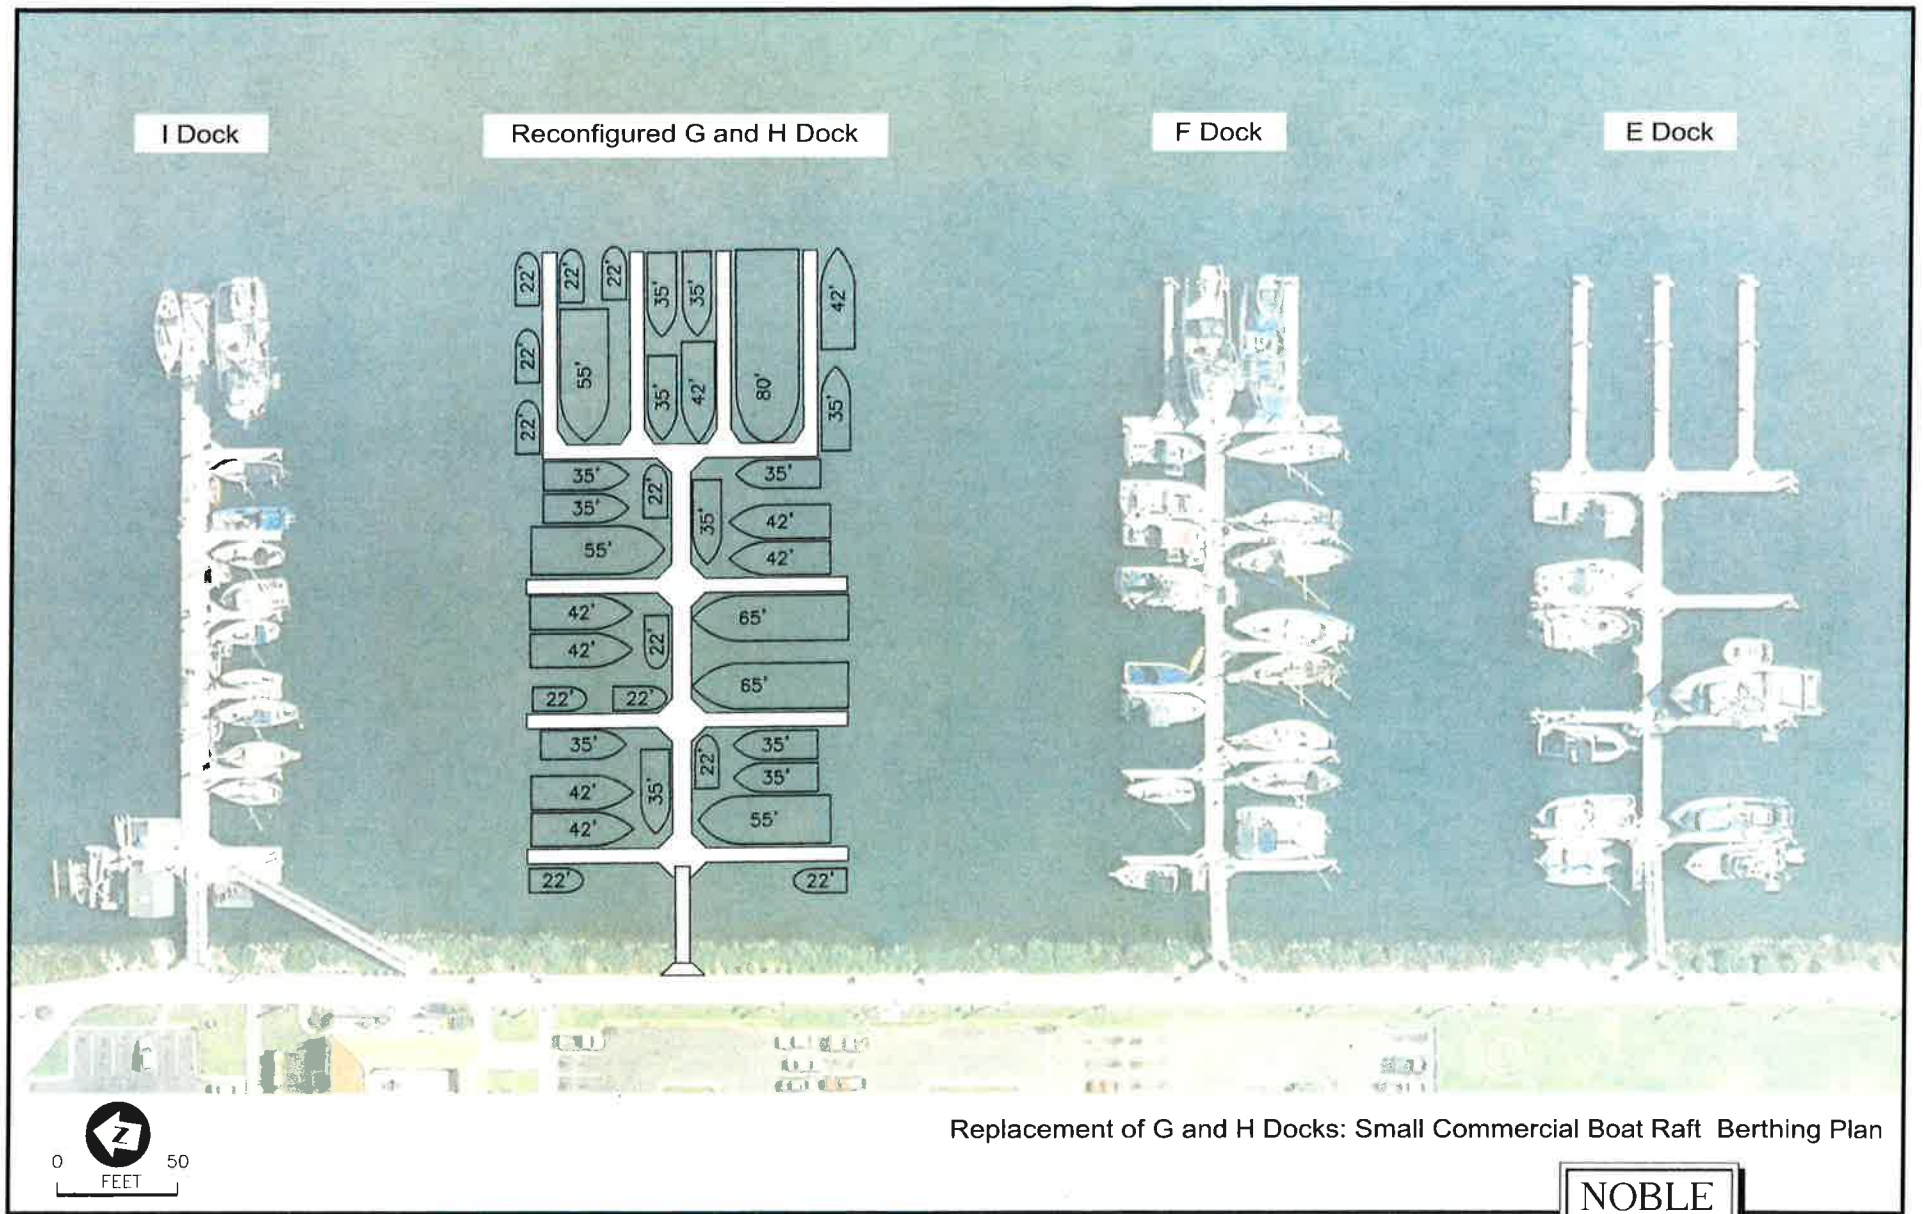 I Dock
Reconfigured G and H Dock
F Dock
E Dock
22' 22' 22' 35' 35' 42'
22' 55' 35' 42' 80' 35'
22'
35' 22' 35'
35' 35' 42'
55' 42'
42' 65'
42' 22'
22' 22' 65'
35' 22' 35'
42' 35' 35'
42' 55'
22' 22'
Replacement of G and H Docks: Small Commercial Boat Raft Berthing Plan
Z
0 50
FEET
NOBLE